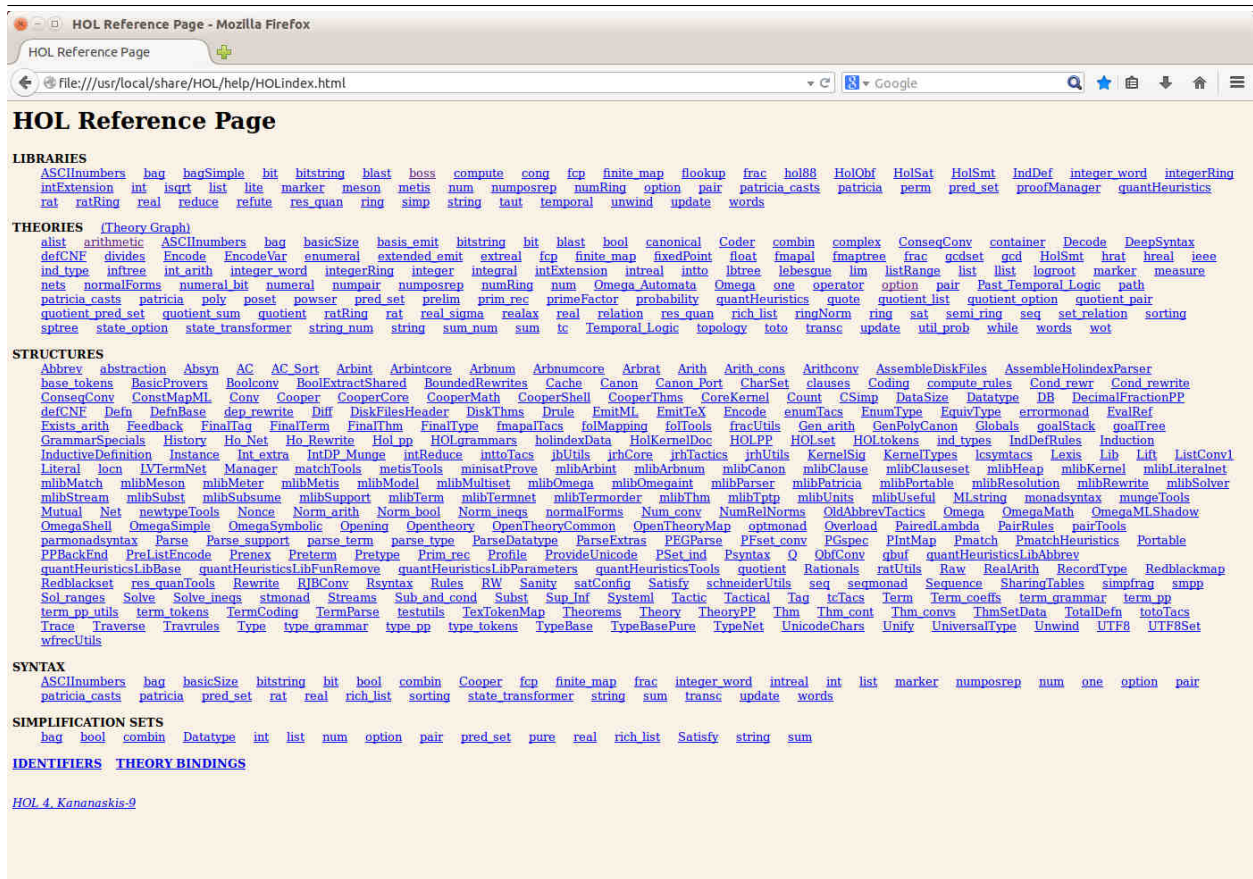 HOL Reference Page - Mozilla Firefox
HOL Reference Page
file:///usr/local/share/HOL/help/HOLindex.html
Google
HOL Reference Page
LIBRARIES
ASCIInumbers bag bagSimple bit bitstring blast boss compute cong fcp finite_map flookup frac hol88 HolQbf HolSat HolSmt IndDef integer_word integerRing
intExtension int isqrt list lite marker meson metis num numposrep numRing option pair patricia_casts patricia perm pred_set proofManager quantHeuristics
rat ratRing real reduce refute res_quan ring simp string taut temporal unwind update words
THEORIES (Theory Graph)
alist arithmetic ASCIInumbers bag basicSize basis_emit bitstring bit blast bool canonical Coder combin complex ConseqConv container Decode DeepSyntax
defCNF divides Encode EncodeVar enumeral extended_emit extreal fcp finite_map fixedPoint float fmapal fmaptree frac gcdset gcd HolSmt hrat hreal ieee
ind_type inftree int_arith integer_word integerRing integer integral intExtension intreal intto lbtree lebesgue lim listRange list llist logroot marker measure
nets normalForms numeral_bit numeral numpair numposrep numRing num Omega_Automata Omega one operator option pair Past_Temporal_Logic path
patricia_casts patricia poly poset powser pred_set prelim prim_rec primeFactor probability quantHeuristics quote quotient_list quotient_option quotient_pair
quotient_pred_set quotient_sum quotient ratRing rat real_sigma realax real relation res_quan rich_list ringNorm ring sat semi_ring seq set_relation sorting
sptree state_option state_transformer string_num string sum_num sum tc Temporal_Logic topology toto transc update util_prob while words wot
STRUCTURES
Abbrev abstraction Absyn AC AC_Sort Arbint Arbintcore Arbnum Arbnumcore Arbrat Arith Arith_cons Arithconv AssembleDiskFiles AssembleHolindexParser
base_tokens BasicProvers Boolconv BoolExtractShared BoundedRewrites Cache Canon Canon_Port CharSet clauses Coding compute_rules Cond_rewr Cond_rewrite
ConseqConv ConstMapML Conv Cooper CooperCore CooperMath CooperShell CooperThms CoreKernel Count CSimp DataSize Datatype DB DecimalFractionPP
defCNF Defn DefnBase dep_rewrite Diff DiskFilesHeader DiskThms Drule EmitML EmitTeX Encode enumTacs EnumType EquivType errormonad EvalRef
Exists_arith Feedback FinalTag FinalTerm FinalThm FinalType fmapalTacs folMapping folTools fracUtils Gen_arith GenPolyCanon Globals goalStack goalTree
GrammarSpecials History Ho_Net Ho_Rewrite Hol_pp HOLgrammars holindexData HolKernelDoc HOLPP HOLset HOLtokens ind_types IndDefRules Induction
InductiveDefinition Instance Int_extra IntDP_Munge intReduce inttoTacs jbUtils jrhCore jrhTactics jrhUtils KernelSig KernelTypes lcsymtacs Lexis Lib Lift ListConv1
Literal locn LVTermNet Manager matchTools metisTools minisatProve mlibArbint mlibArbnum mlibCanon mlibClause mlibClauseset mlibHeap mlibKernel mlibLiteralnet
mlibMatch mlibMeson mlibMeter mlibMetis mlibModel mlibMultiset mlibOmega mlibOmegaint mlibParser mlibPatricia mlibPortable mlibResolution mlibRewrite mlibSolver
mlibStream mlibSubst mlibSubsume mlibSupport mlibTerm mlibTermnet mlibTermorder mlibThm mlibTptp mlibUnits mlibUseful MLstring monadsyntax mungeTools
Mutual Net newtypeTools Nonce Norm_arith Norm_bool Norm_ineqs normalForms Num_conv NumRelNorms OldAbbrevTactics Omega OmegaMath OmegaMLShadow
OmegaShell OmegaSimple OmegaSymbolic Opening Opentheory OpenTheoryCommon OpenTheoryMap optmonad Overload PairedLambda PairRules pairTools
parmonadsyntax Parse Parse_support parse_term parse_type ParseDatatype ParseExtras PEGParse PFset_conv PGspec PIntMap Pmatch PmatchHeuristics Portable
PPBackEnd PreListEncode Prenex Preterm Pretype Prim_rec Profile ProvideUnicode PSet_ind Psyntax Q QbfConv qbuf quantHeuristicsLibAbbrev
quantHeuristicsLibBase quantHeuristicsLibFunRemove quantHeuristicsLibParameters quantHeuristicsTools quotient Rationals ratUtils Raw RealArith RecordType Redblackmap
Redblackset res_quanTools Rewrite RJBConv Rsyntax Rules RW Sanity satConfig Satisfy schneiderUtils seq seqmonad Sequence SharingTables simpfrag smpp
Sol_ranges Solve Solve_ineqs stmonad Streams Sub_and_cond Subst Sup_Inf Systeml Tactic Tactical Tag tcTacs Term Term_coeffs term_grammar term_pp
term_pp_utils term_tokens TermCoding TermParse testutils TexTokenMap Theorems Theory TheoryPP Thm Thm_cont Thm_convs ThmSetData TotalDefn totoTacs
Trace Traverse Travrules Type type_grammar type_pp type_tokens TypeBase TypeBasePure TypeNet UnicodeChars Unify UniversalType Unwind UTF8 UTF8Set
wfrecUtils
SYNTAX
ASCIInumbers bag basicSize bitstring bit bool combin Cooper fcp finite_map frac integer_word intreal int list marker numposrep num one option pair
patricia_casts patricia pred_set rat real rich_list sorting state_transformer string sum transc update words
SIMPLIFICATION SETS
bag bool combin Datatype int list num option pair pred_set pure real rich_list Satisfy string sum
IDENTIFIERS THEORY BINDINGS
HOL 4, Kananaskis-9